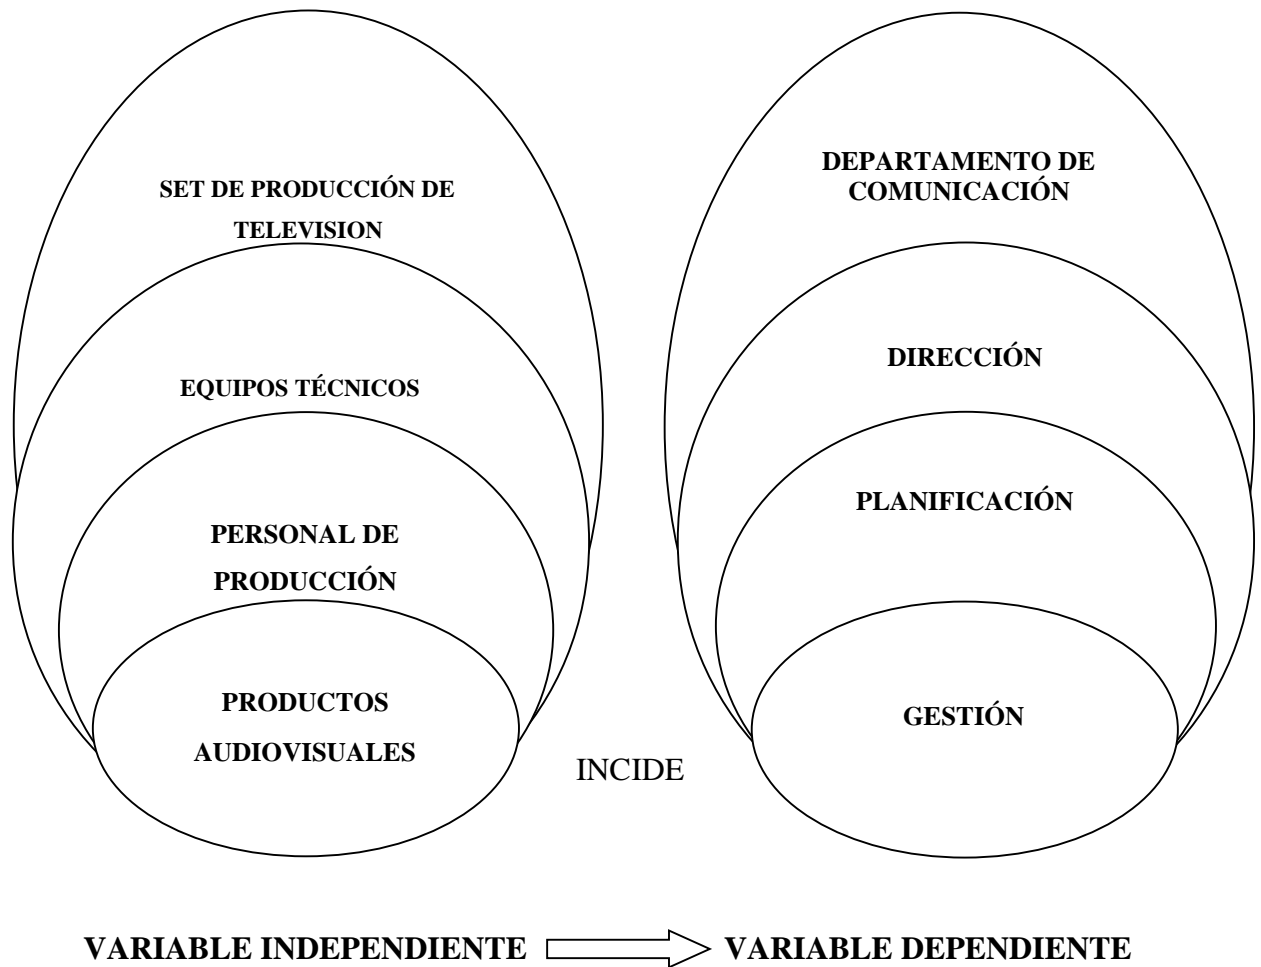 SET DE PRODUCCIÓN DE
TELEVISION
EQUIPOS TÉCNICOS
PERSONAL DE
PRODUCCIÓN
PRODUCTOS
AUDIOVISUALES
INCIDE
DEPARTAMENTO DE
COMUNICACIÓN
DIRECCIÓN
PLANIFICACIÓN
GESTIÓN
VARIABLE INDEPENDIENTE
VARIABLE DEPENDIENTE